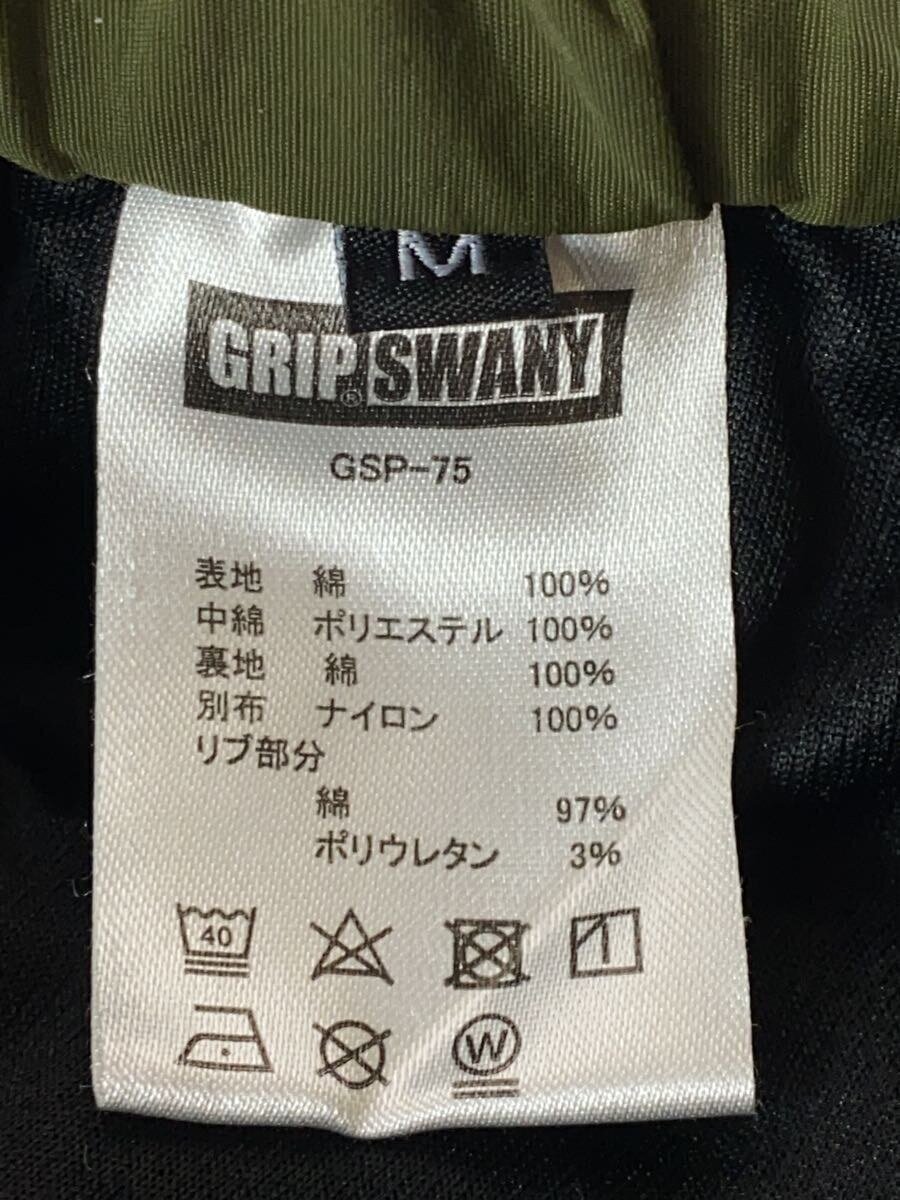 M
GRIP® SWANY
GSP-75
表地 綿 100%
中綿 ポリエステル 100%
裏地 綿 100%
別布 ナイロン 100%
リブ部分
綿 97%
ポリウレタン 3%
40
W